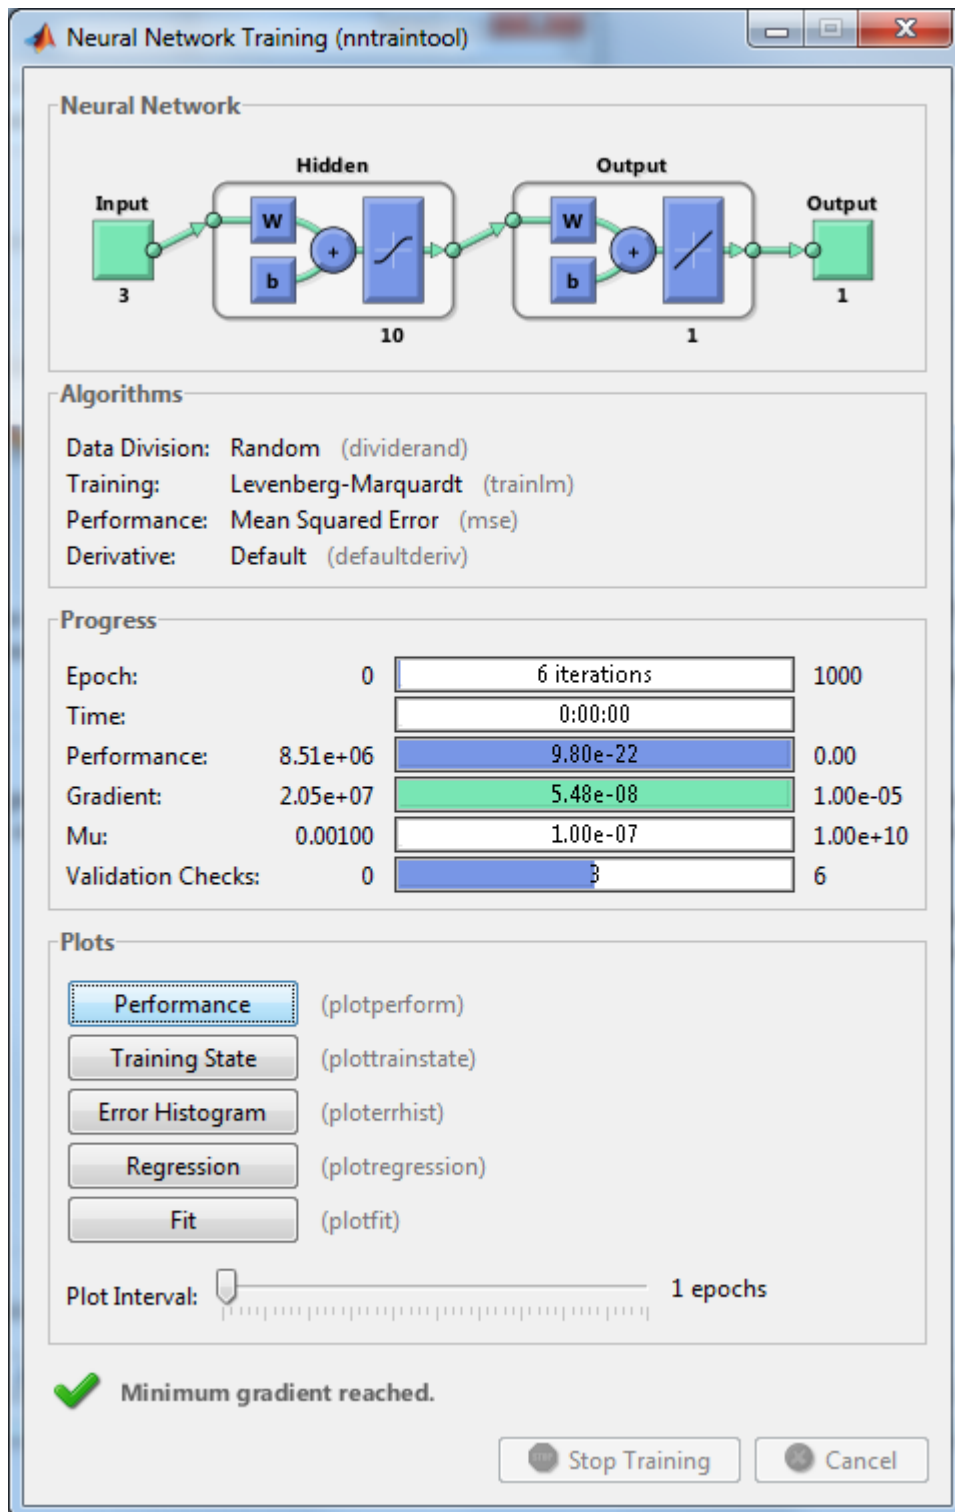 Neural Network Training (nntraintool)
Neural Network
Hidden Output
Input Output
W W
+ +
b b
3 1
10 1
Algorithms
Data Division: Random (dividerand)
Training: Levenberg-Marquardt (trainlm)
Performance: Mean Squared Error (mse)
Derivative: Default (defaultderiv)
Progress
Epoch: 0 6 iterations 1000
Time: 0:00:00
Performance: 8.51e+06 9.80e-22 0.00
Gradient: 2.05e+07 5.48e-08 1.00e-05
Mu: 0.00100 1.00e-07 1.00e+10
Validation Checks: 0 3 6
Plots
Performance (plotperform)
Training State (plottrainstate)
Error Histogram (ploterrhist)
Regression (plotregression)
Fit (plotfit)
Plot Interval: 1 epochs
Minimum gradient reached.
STOP Stop Training Cancel